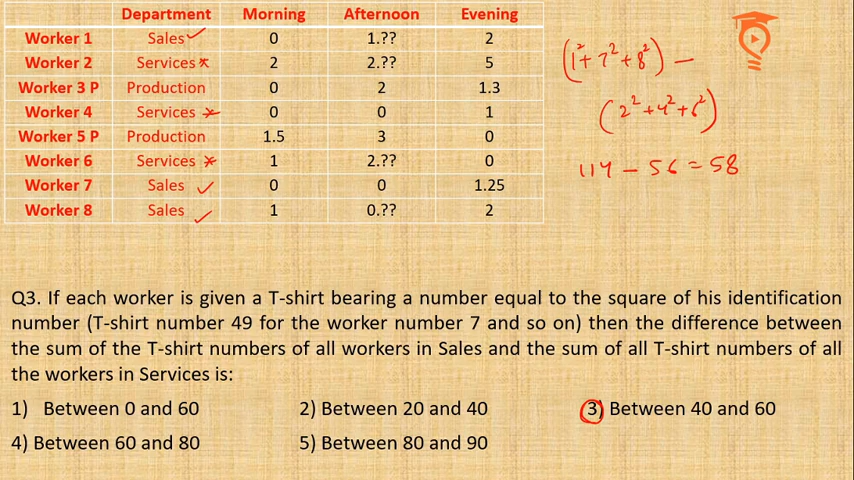 Department Morning Afternoon Evening
Worker 1 Sales 0 1.?? 2
Worker 2 Services 2 2.?? 5
Worker 3 P Production 0 2 1.3
Worker 4 Services 0 0 1
Worker 5 P Production 1.5 3 0
Worker 6 Services 1 2.?? 0
Worker 7 Sales 0 0 1.25
Worker 8 Sales 1 0.?? 2
(1² + 7² + 8²) –
(2² + 4² + 6²)
114 – 56 = 58
Q3. If each worker is given a T-shirt bearing a number equal to the square of his identification
number (T-shirt number 49 for the worker number 7 and so on) then the difference between
the sum of the T-shirt numbers of all workers in Sales and the sum of all T-shirt numbers of all
the workers in Services is:
1) Between 0 and 60 2) Between 20 and 40 3) Between 40 and 60
4) Between 60 and 80 5) Between 80 and 90